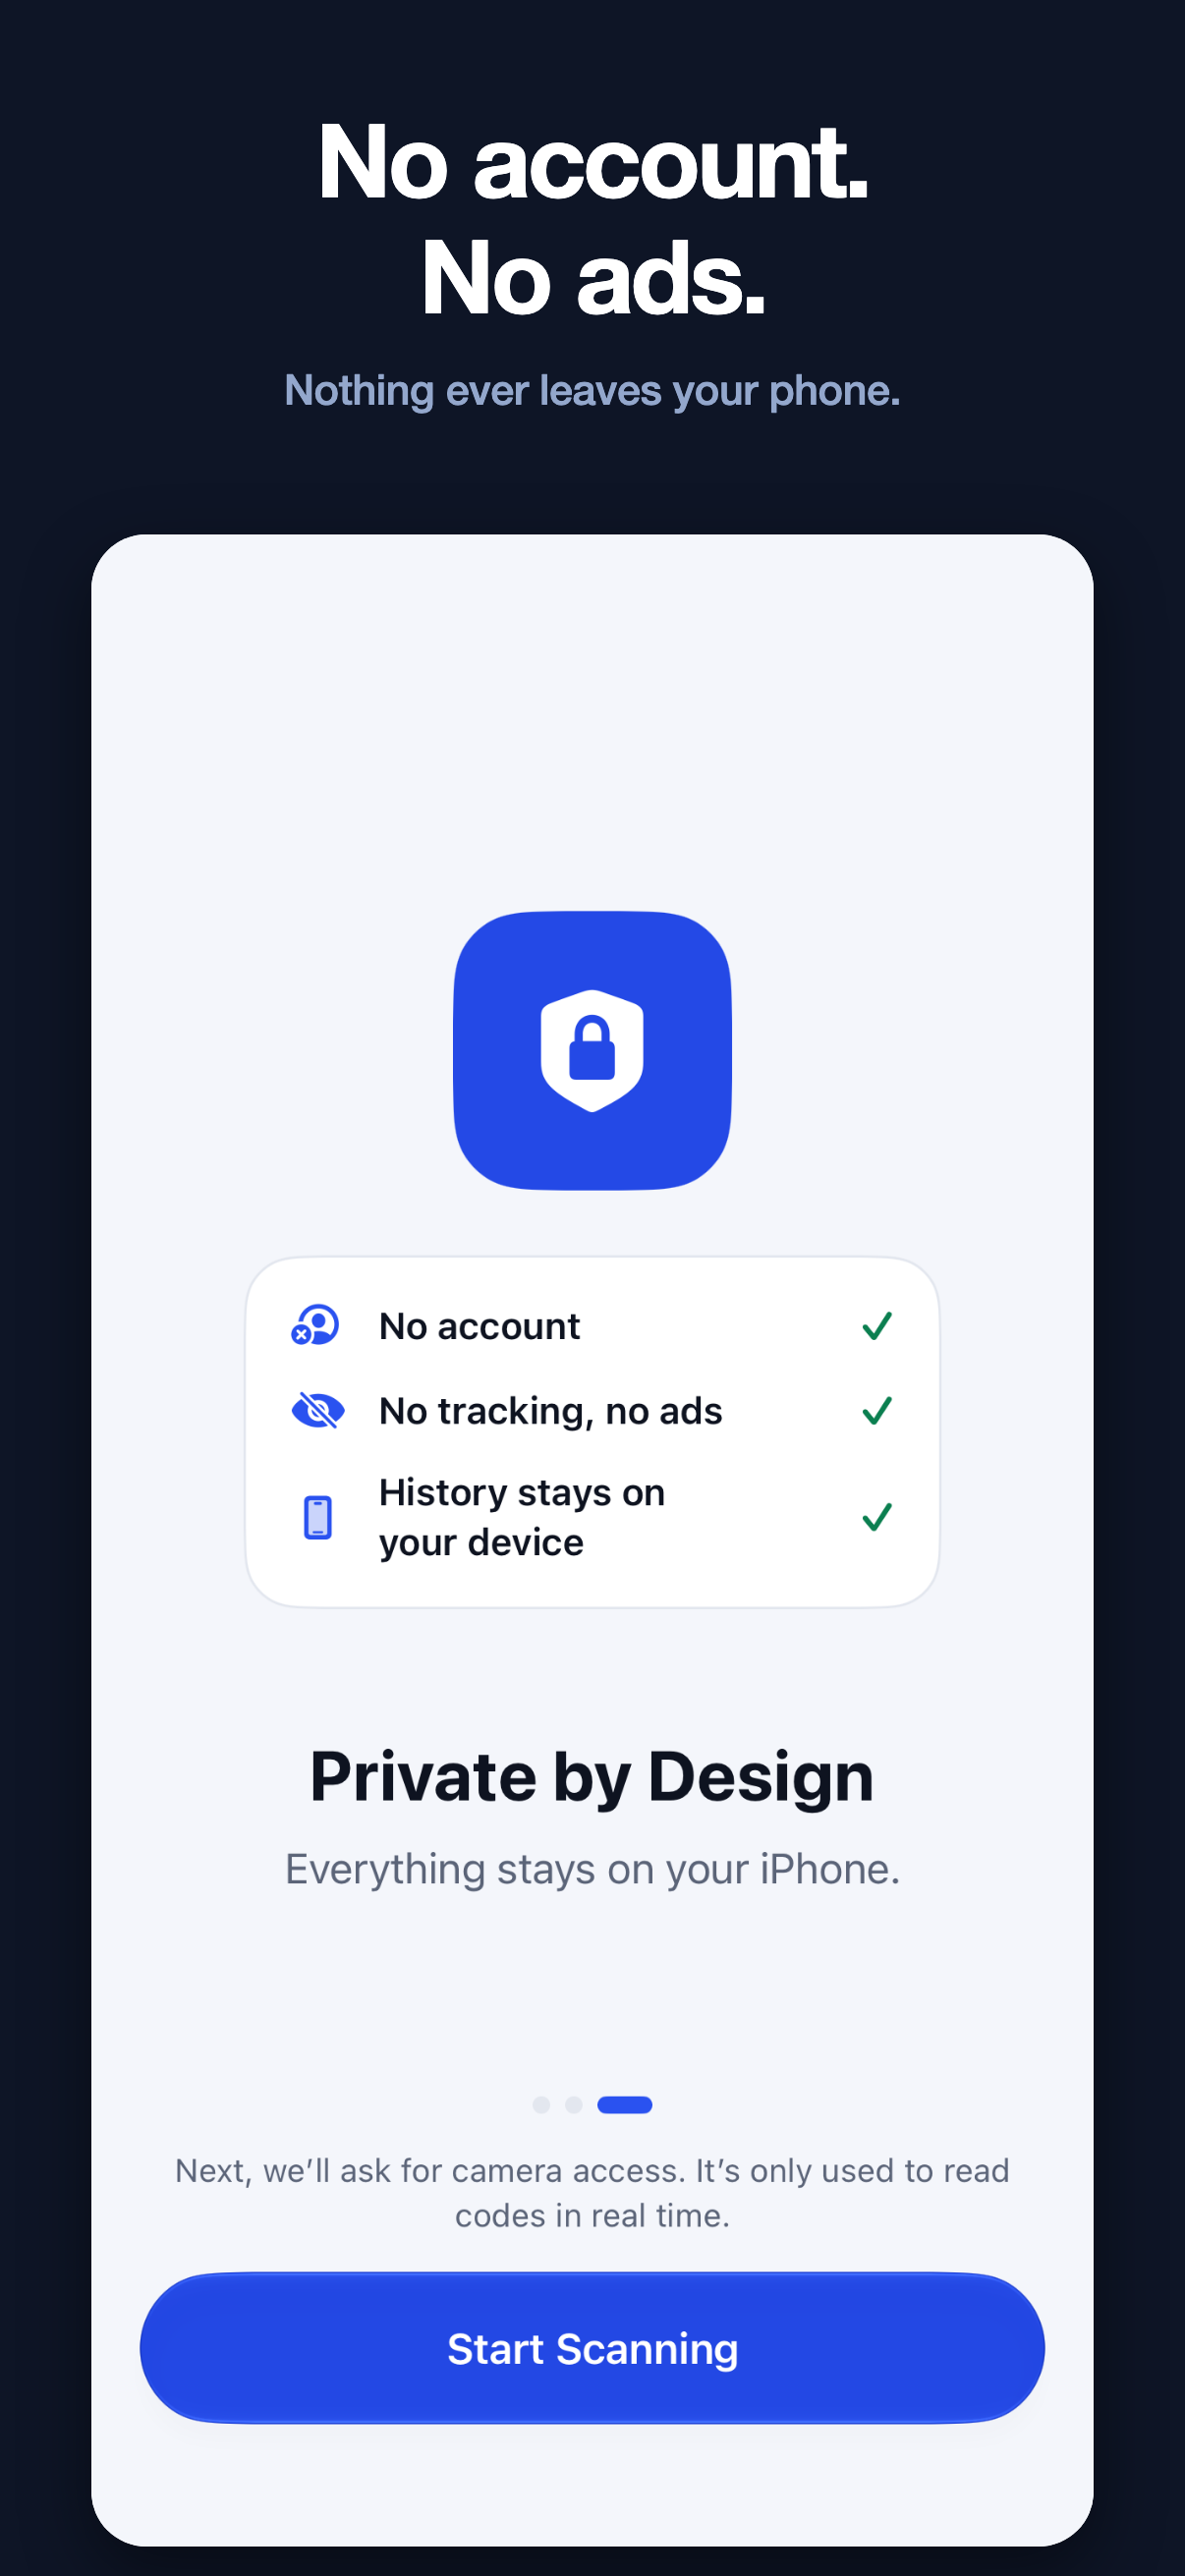 No account.
No ads.
Nothing ever leaves your phone.
No account
No tracking, no ads
History stays on
your device
Private by Design
Everything stays on your iPhone.
Next, we’ll ask for camera access. It’s only used to read
codes in real time.
Start Scanning